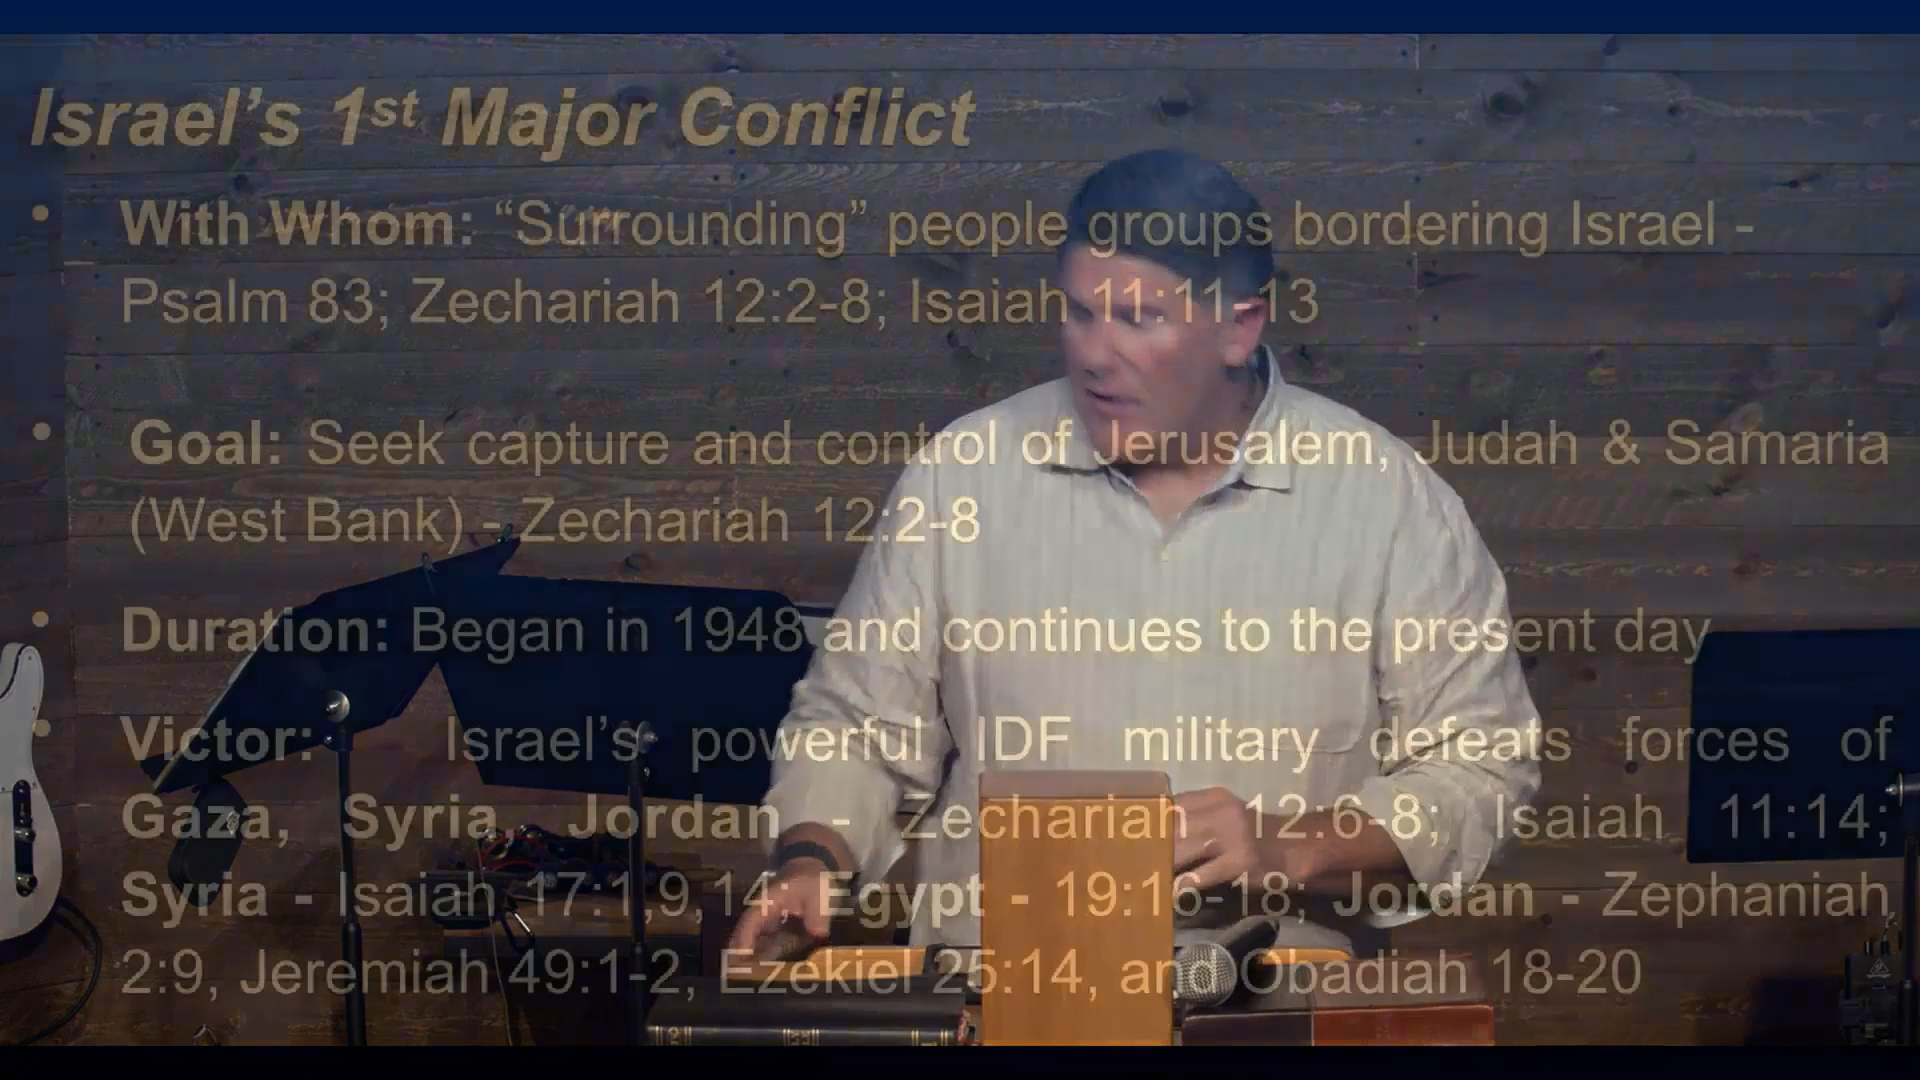 Israel's 1st Major Conflict
• With Whom: “Surrounding” people groups bordering Israel -
Psalm 83; Zechariah 12:2-8; Isaiah 11:11-13
• Goal: Seek capture and control of Jerusalem, Judah & Samaria
(West Bank) - Zechariah 12:2-8
• Duration: Began in 1948 and continues to the present day
• Victor: Israel’s powerful IDF military defeats forces of
Gaza, Syria, Jordan - Zechariah 12:6-8; Isaiah 11:14;
Syria - Isaiah 17:1,9,14; Egypt - 19:16-18; Jordan - Zephaniah
2:9, Jeremiah 49:1-2, Ezekiel 25:14, and Obadiah 18-20